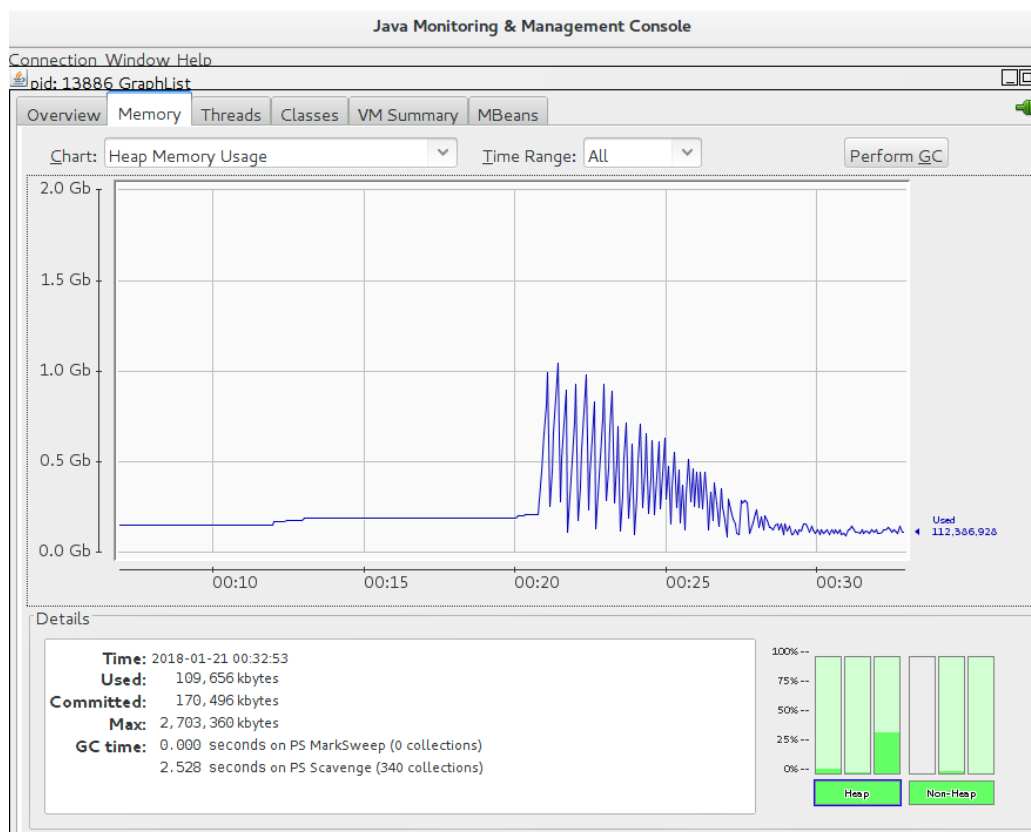 Java Monitoring & Management Console
Connection Window Help
pid: 13886 GraphList
Overview Memory Threads Classes VM Summary MBeans
Chart: Heap Memory Usage Time Range: All Perform GC
2.0 Gb
1.5 Gb
1.0 Gb
0.5 Gb
0.0 Gb
Used
112,386,928
00:10 00:15 00:20 00:25 00:30
Details
Time: 2018-01-21 00:32:53
Used: 109,656 kbytes
Committed: 170,496 kbytes
Max: 2,703,360 kbytes
GC time: 0.000 seconds on PS MarkSweep (0 collections)
2.528 seconds on PS Scavenge (340 collections)
100% --
75% --
50% --
25% --
0% --
Heap Non-Heap